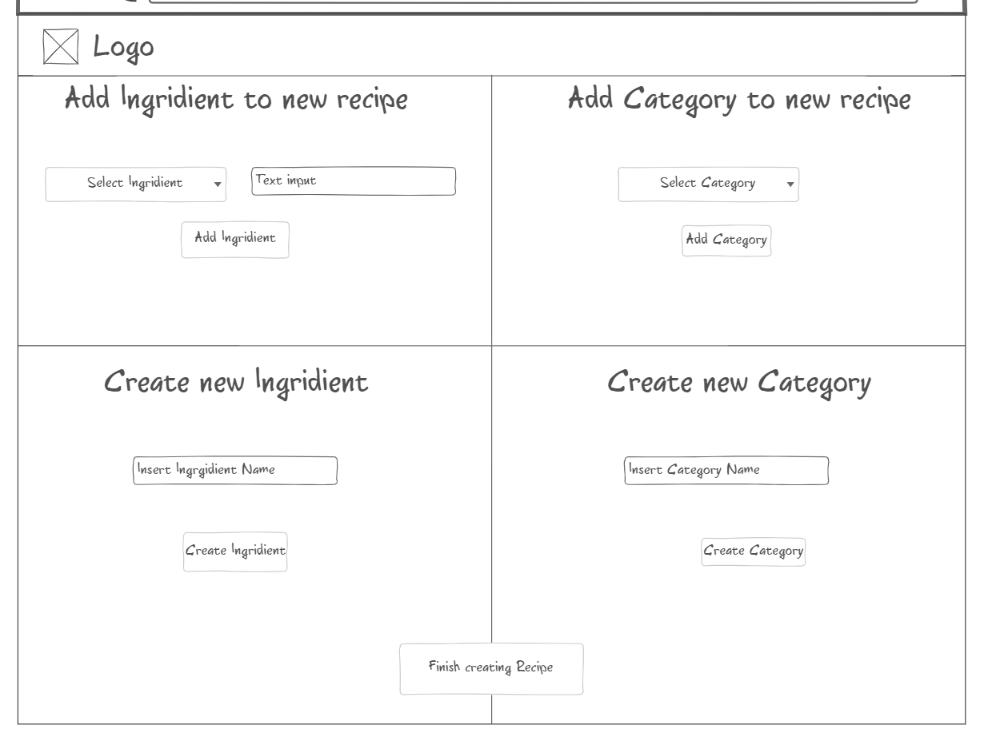 Logo
Add Ingridient to new recipe
Add Category to new recipe
Select Ingridient
Text input
Select Category
Add Ingridient
Add Category
Create new Ingridient
Create new Category
Insert Ingrgidient Name
Insert Category Name
Create Ingridient
Create Category
Finish creating Recipe